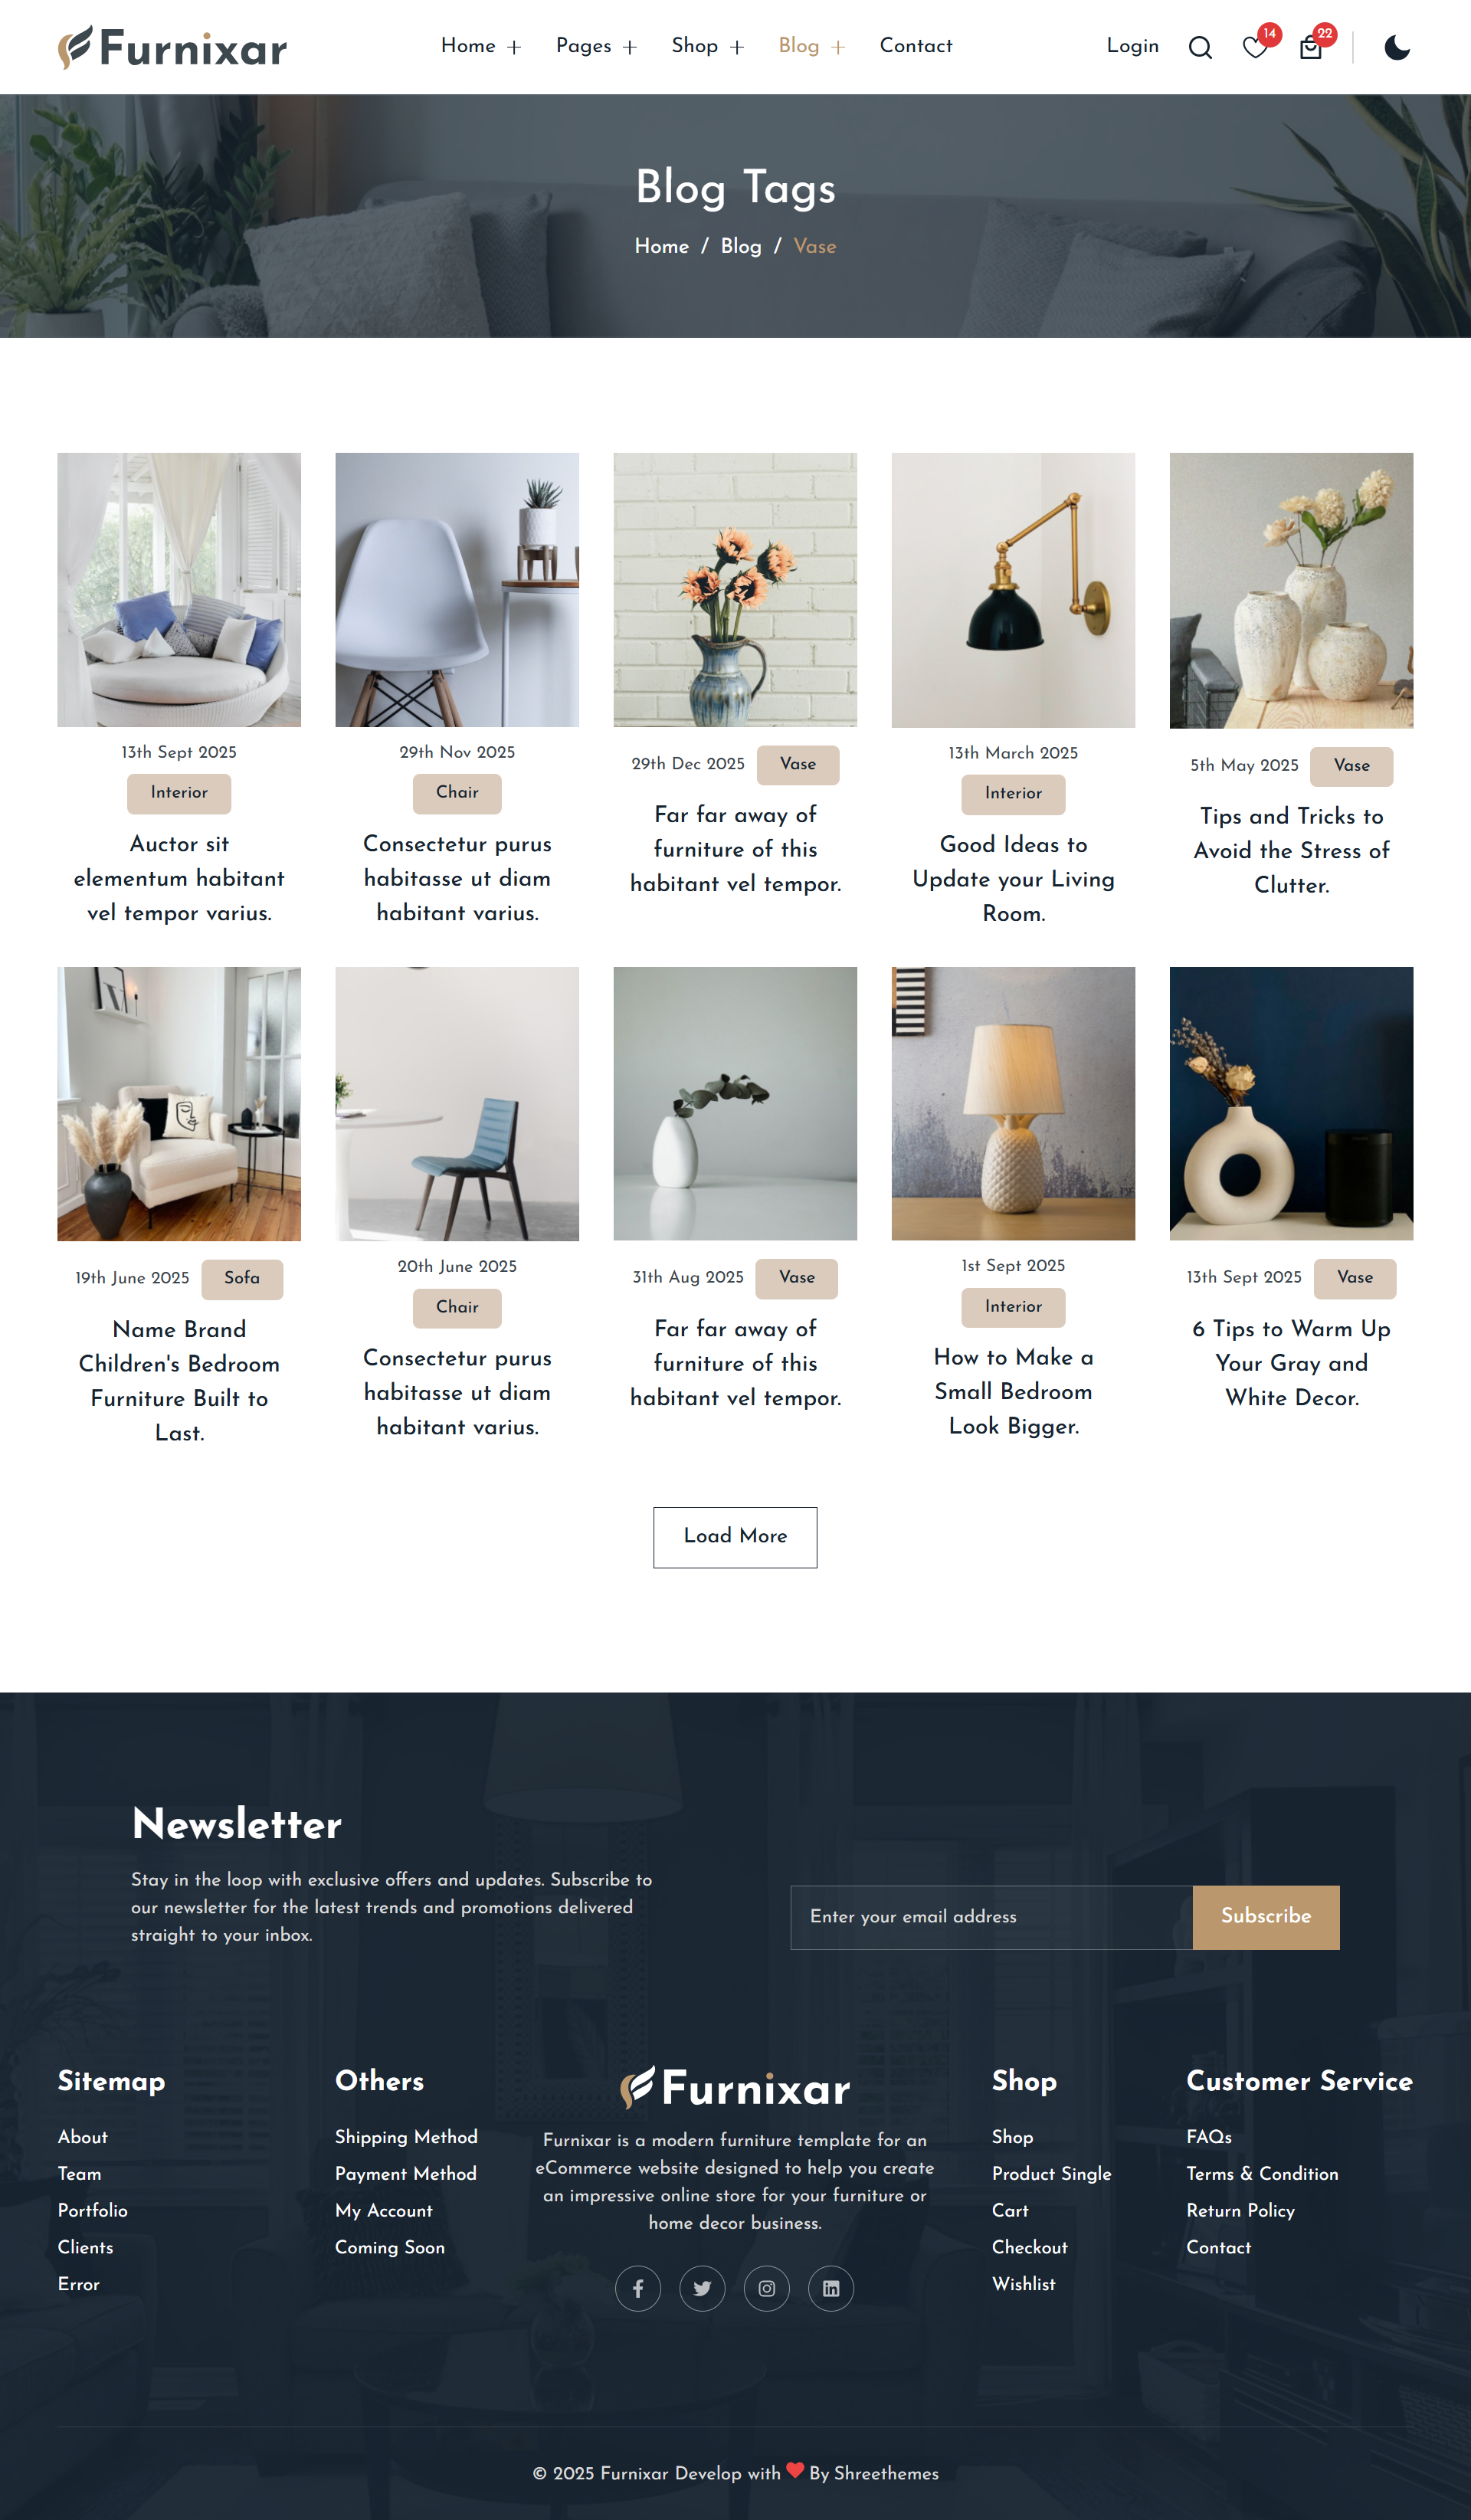 Furnixar
Home
Pages
Shop
Blog
Contact
Login
14
22
Blog Tags
Home / Blog / Vase
13th Sept 2025
Interior
Auctor sit
elementum habitant
vel tempor varius.
29th Nov 2025
Chair
Consectetur purus
habitasse ut diam
habitant varius.
29th Dec 2025
Vase
Far far away of
furniture of this
habitant vel tempor.
13th March 2025
Interior
Good Ideas to
Update your Living
Room.
5th May 2025
Vase
Tips and Tricks to
Avoid the Stress of
Clutter.
19th June 2025
Sofa
Name Brand
Children's Bedroom
Furniture Built to
Last.
20th June 2025
Chair
Consectetur purus
habitasse ut diam
habitant varius.
31th Aug 2025
Vase
Far far away of
furniture of this
habitant vel tempor.
1st Sept 2025
Interior
How to Make a
Small Bedroom
Look Bigger.
13th Sept 2025
Vase
6 Tips to Warm Up
Your Gray and
White Decor.
Load More
Newsletter
Stay in the loop with exclusive offers and updates. Subscribe to
our newsletter for the latest trends and promotions delivered
straight to your inbox.
Enter your email address
Subscribe
Sitemap
About
Team
Portfolio
Clients
Error
Others
Shipping Method
Payment Method
My Account
Coming Soon
Furnixar
Furnixar is a modern furniture template for an
eCommerce website designed to help you create
an impressive online store for your furniture or
home decor business.
Shop
Shop
Product Single
Cart
Checkout
Wishlist
Customer Service
FAQs
Terms & Condition
Return Policy
Contact
© 2025 Furnixar Develop with ❤ By Shreethemes